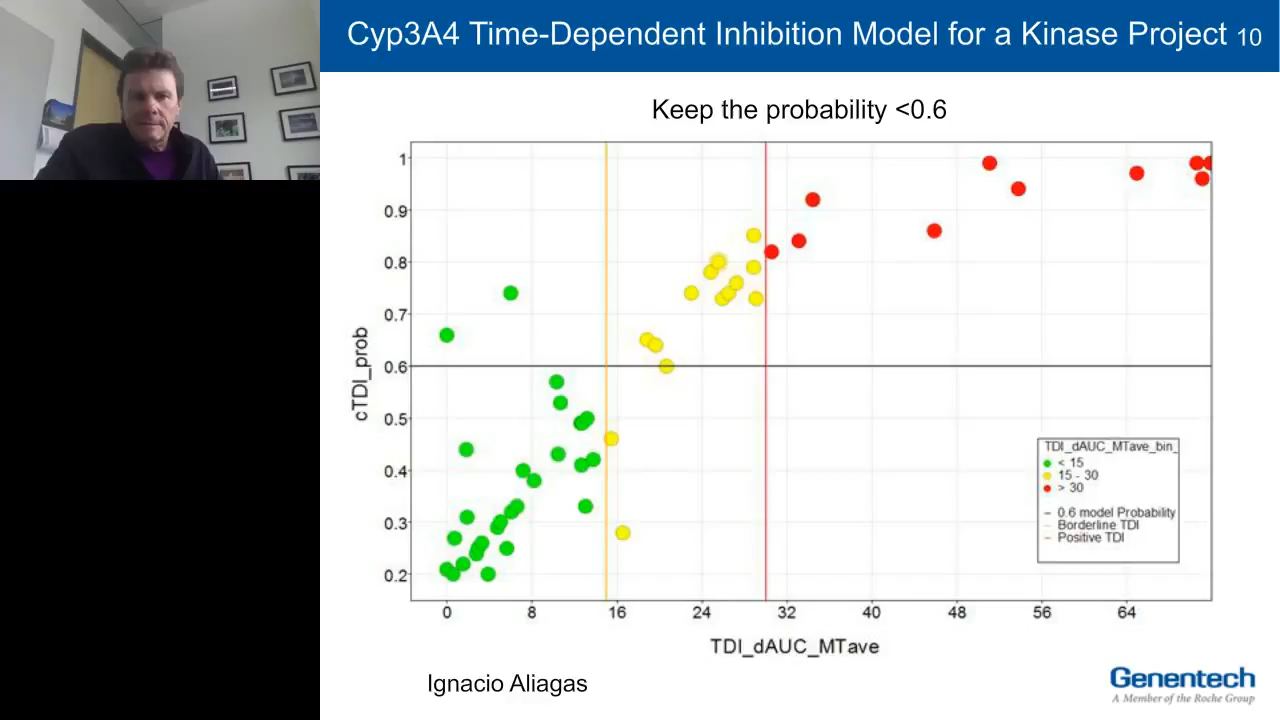 Cyp3A4 Time-Dependent Inhibition Model for a Kinase Project 10
Keep the probability <0.6
1
0.9
0.8
0.7
0.6
0.5
0.4
0.3
0.2
cTDI_prob
0 8 16 24 32 40 48 56 64
TDI_dAUC_MTave
TDI_dAUC_MTave_bin_
< 15
15 - 30
> 30
0.6 model Probability
Borderline TDI
Positive TDI
Ignacio Aliagas
Genentech
A Member of the Roche Group